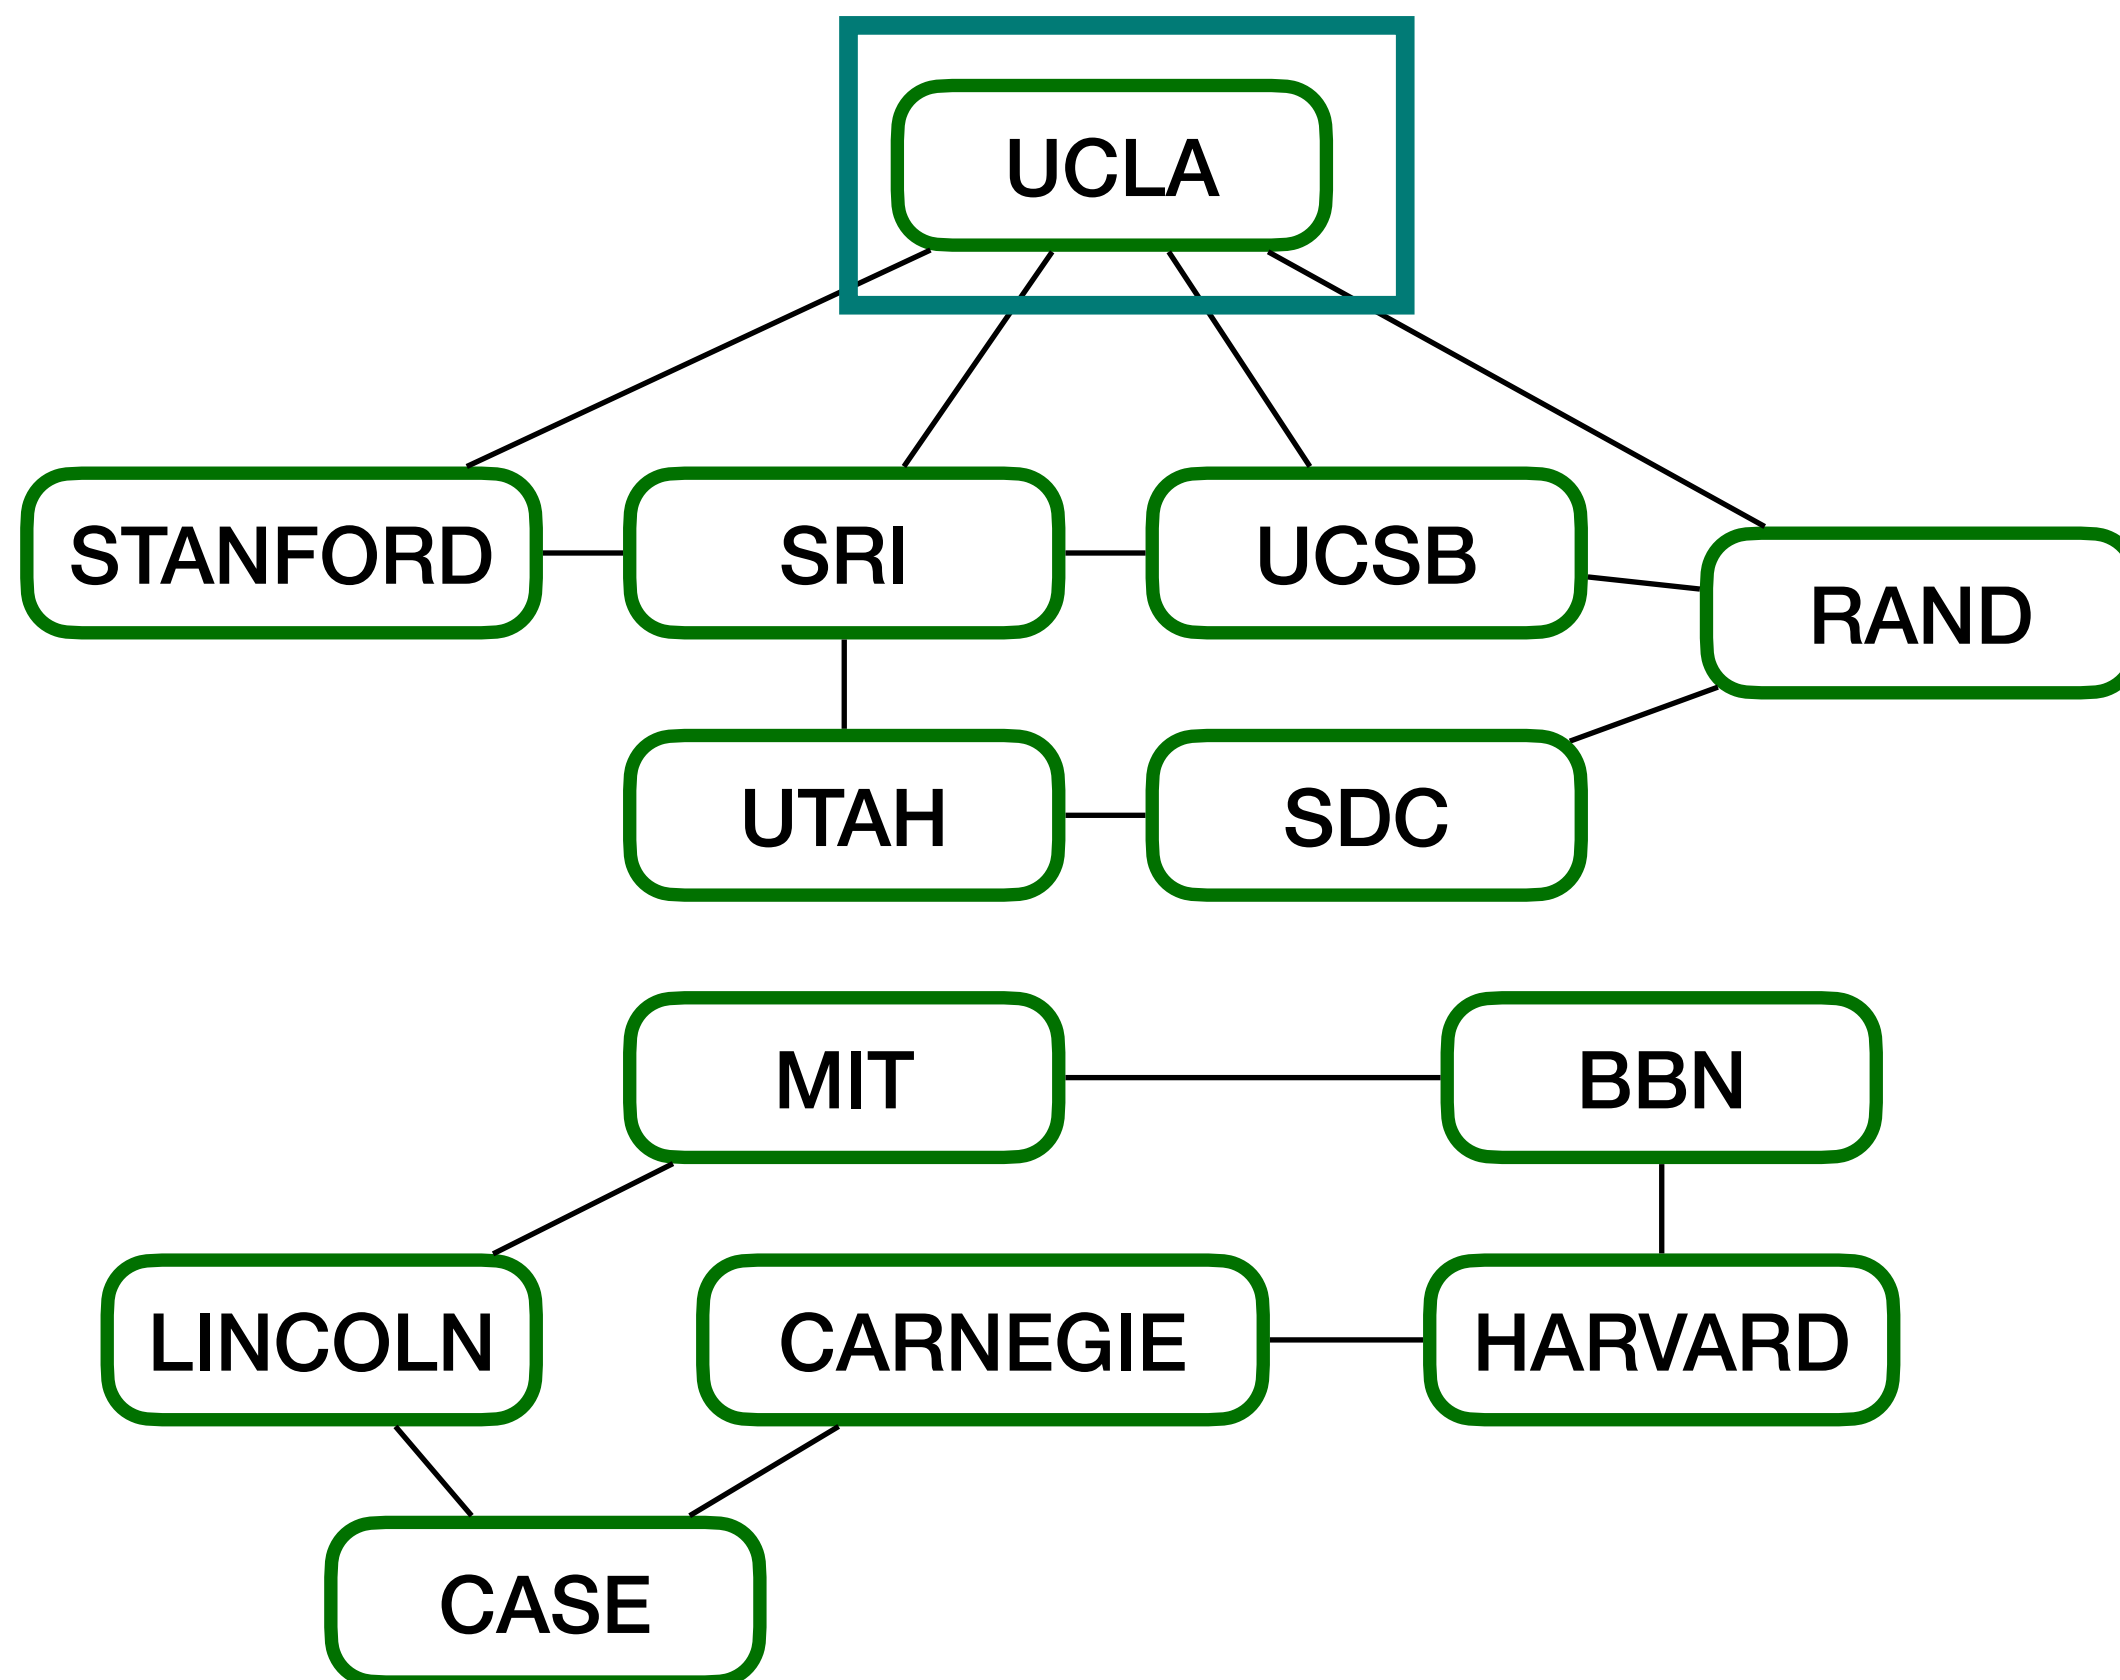 UCLA
STANFORD
SRI
UCSB
RAND
UTAH
SDC
MIT
BBN
LINCOLN
CARNEGIE
HARVARD
CASE